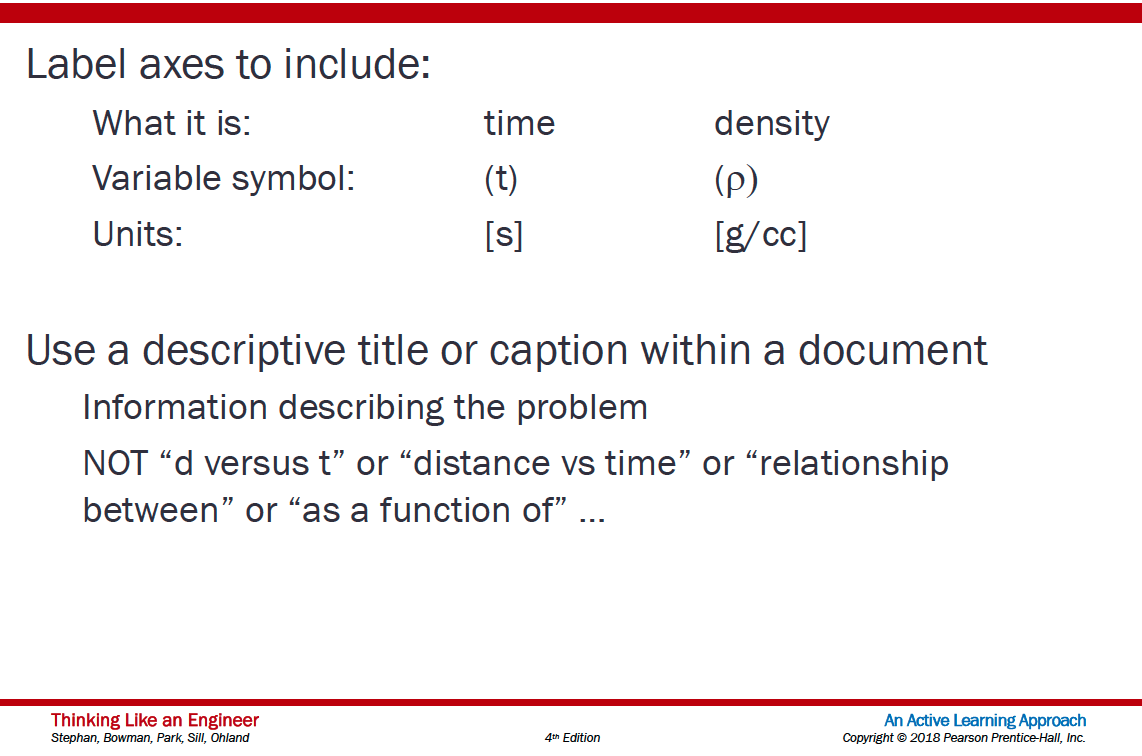 Label axes to include:
What it is: time density
Variable symbol: (t) (ρ)
Units: [s] [g/cc]
Use a descriptive title or caption within a document
Information describing the problem
NOT “d versus t” or “distance vs time” or “relationship
between” or “as a function of” ...
Thinking Like an Engineer An Active Learning Approach
Stephan, Bowman, Park, Sill, Ohland 4th Edition Copyright © 2018 Pearson Prentice-Hall, Inc.